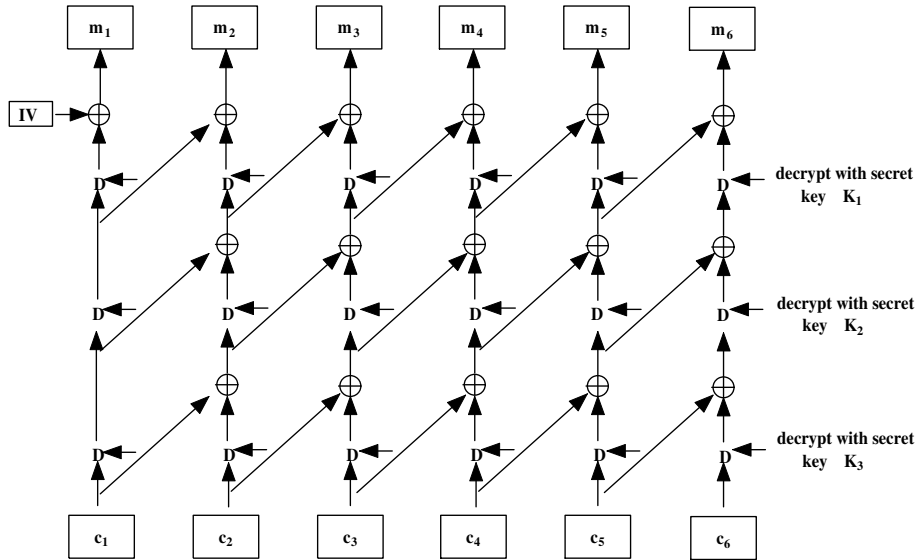 m1 m2 m3 m4 m5 m6
IV
D D D D D D decrypt with secret
key K1
D D D D D D decrypt with secret
key K2
D D D D D D decrypt with secret
key K3
c1 c2 c3 c4 c5 c6